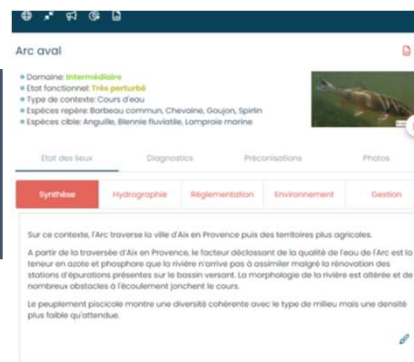 Arc aval
Domaine: Intermédiaire
Etat fonctionnel: Très perturbé
Type de contexte: Cours d'eau
Espèces repère: Barbeau commun, Chevaine, Goujon, Spirlin
Espèces cible: Anguille, Blennie fluviatile, Lamproie marine
Etat des lieux Diagnostics Préconisations Photos
Synthèse Hydrographie Réglementation Environnement Gestion
Sur ce contexte, l'Arc traverse la ville d'Aix en Provence puis des territoires plus agricoles.
A partir de la traversée d'Aix en Provence, le facteur déclassant de la qualité de l'eau de l'Arc est la
teneur en azote et phosphore que la rivière n'arrive pas à assimiler malgré la rénovation des
stations d'épurations présentes sur le bassin versant. La morphologie de la rivière est altérée et de
nombreux obstacles à l'écoulement jonchent le cours.
Le peuplement piscicole montre une diversité cohérente avec le type de milieu mais une densité
plus faible qu'attendue.